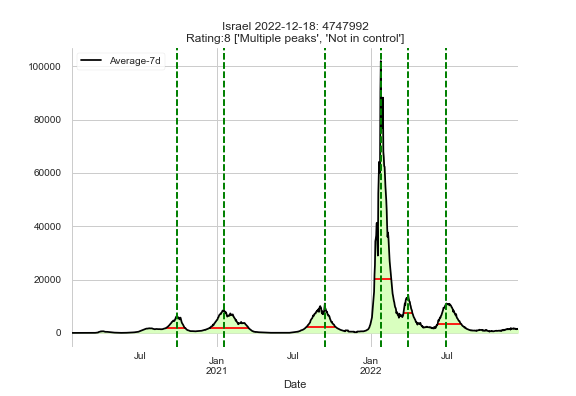 Israel 2022-12-18: 4747992
Rating:8 ['Multiple peaks', 'Not in control']
Average-7d
100000
80000
60000
40000
20000
0
Jul
Jan
2021
Jul
Jan
2022
Jul
Date